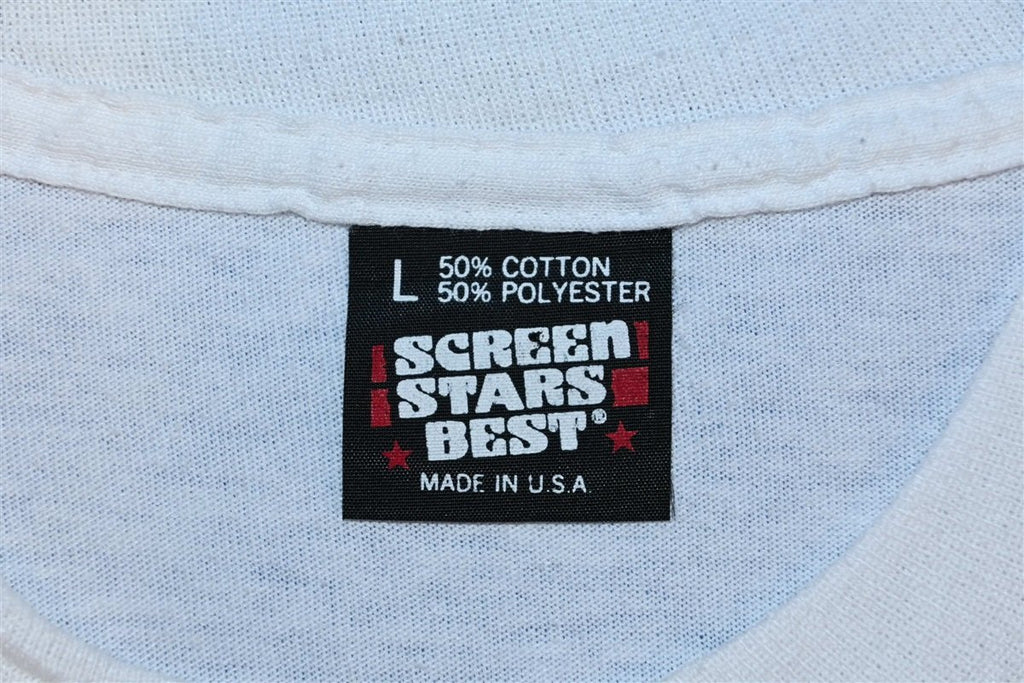 L 50% COTTON
50% POLYESTER
SCREEN
STARS
BEST®
MADE IN U.S.A.